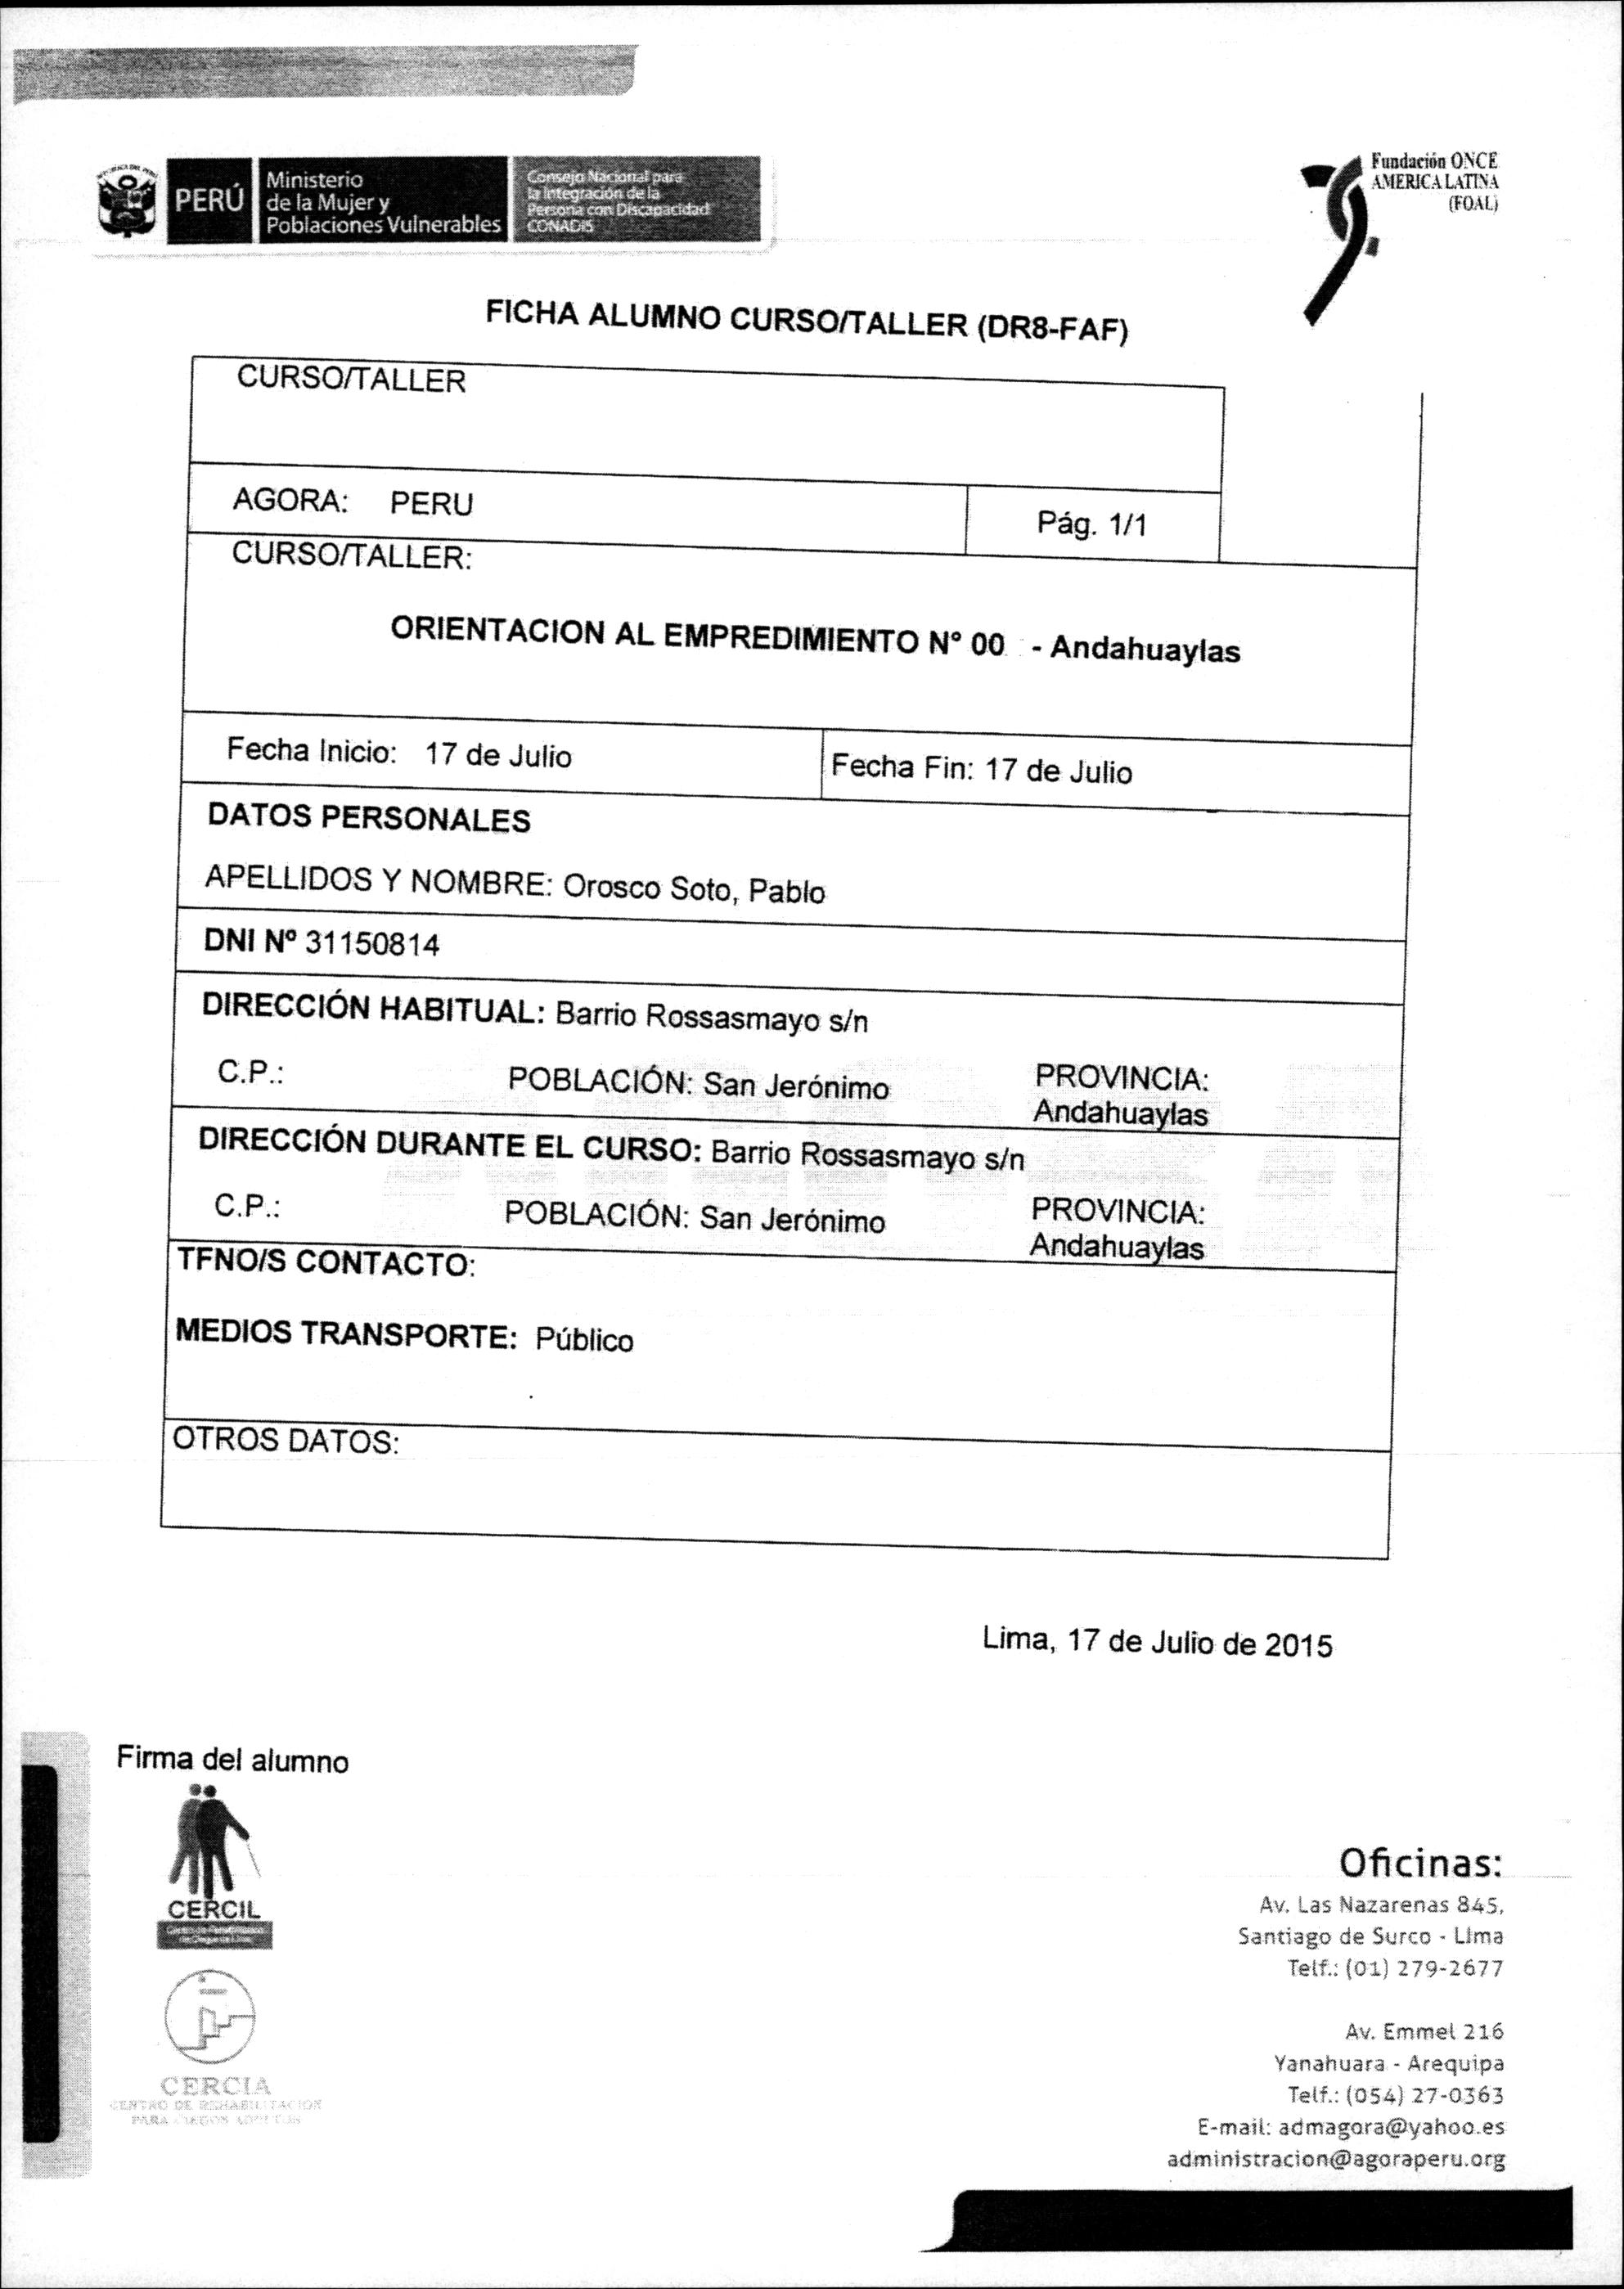 PERÚ
Ministerio
de la Mujer y
Poblaciones Vulnerables
Consejo Nacional para
la Integración de la
Persona con Discapacidad
CONADIS
Fundación ONCE
AMERICA LATINA
(FOAL)
FICHA ALUMNO CURSO/TALLER (DR8-FAF)
CURSO/TALLER
AGORA: PERU
Pág. 1/1
CURSO/TALLER:
ORIENTACION AL EMPREDIMIENTO N° 00 - Andahuaylas
Fecha Inicio: 17 de Julio
Fecha Fin: 17 de Julio
DATOS PERSONALES
APELLIDOS Y NOMBRE: Orosco Soto, Pablo
DNI Nº 31150814
DIRECCIÓN HABITUAL: Barrio Rossasmayo s/n
C.P.: POBLACIÓN: San Jerónimo PROVINCIA:
Andahuaylas
DIRECCIÓN DURANTE EL CURSO: Barrio Rossasmayo s/n
C.P.: POBLACIÓN: San Jerónimo PROVINCIA:
Andahuaylas
TFNO/S CONTACTO:
MEDIOS TRANSPORTE: Público
OTROS DATOS:
Lima, 17 de Julio de 2015
Firma del alumno
CERCIL
CERCIA
CENTRO DE REHABILITACION
PARA CIEGOS ADULTOS
Oficinas:
Av. Las Nazarenas 845,
Santiago de Surco - Lima
Telf.: (01) 279-2677
Av. Emmel 216
Yanahuara - Arequipa
Telf.: (054) 27-0363
E-mail: admagora@yahoo.es
administracion@agoraperu.org